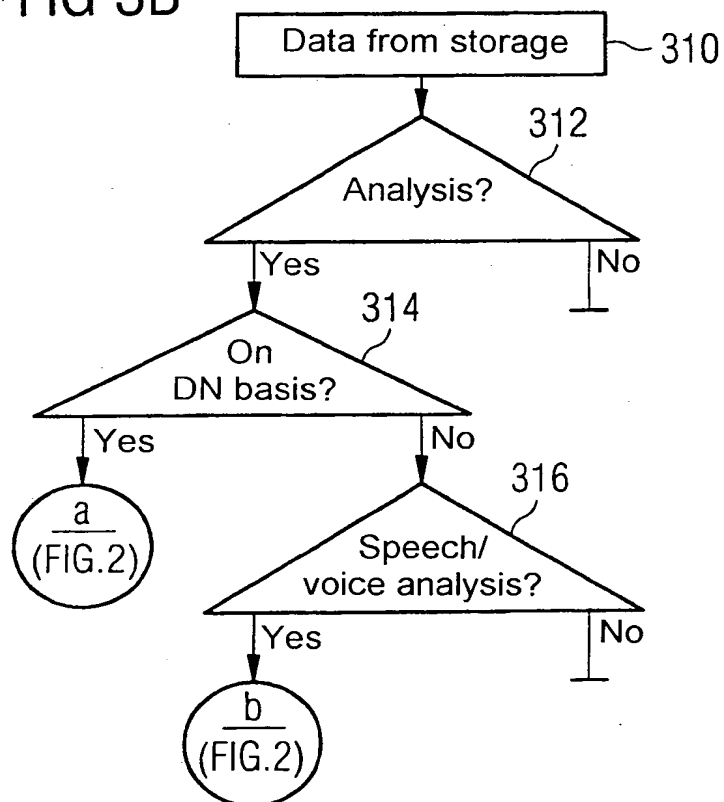 FIG 3B
Data from storage
310
312
Analysis?
Yes
No
314
On
DN basis?
Yes
No
316
a
(FIG.2)
Speech/
voice analysis?
Yes
No
b
(FIG.2)